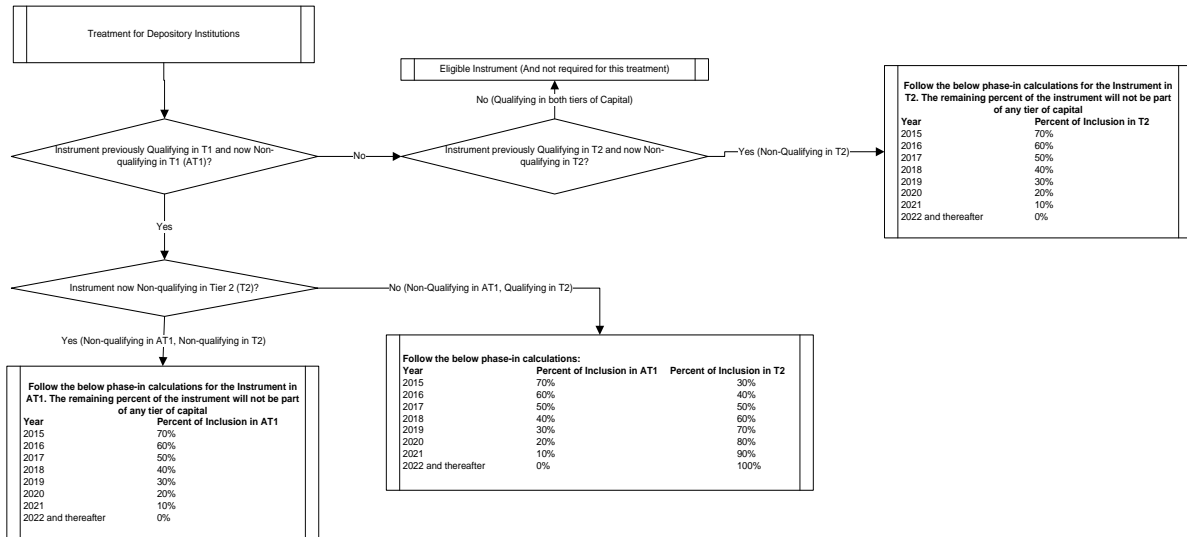 Treatment for Depository Institutions
Eligible Instrument (And not required for this treatment)
No (Qualifying in both tiers of Capital)
Instrument previously Qualifying in T1 and now Non-
qualifying in T1 (AT1)?
No
Instrument previously Qualifying in T2 and now Non-
qualifying in T2?
Yes (Non-Qualifying in T2)
Follow the below phase-in calculations for the Instrument in
T2. The remaining percent of the instrument will not be part
of any tier of capital
Year Percent of Inclusion in T2
2015 70%
2016 60%
2017 50%
2018 40%
2019 30%
2020 20%
2021 10%
2022 and thereafter 0%
Yes
Instrument now Non-qualifying in Tier 2 (T2)?
No (Non-Qualifying in AT1, Qualifying in T2)
Yes (Non-qualifying in AT1, Non-qualifying in T2)
Follow the below phase-in calculations for the Instrument in
AT1. The remaining percent of the instrument will not be part
of any tier of capital
Year Percent of Inclusion in AT1
2015 70%
2016 60%
2017 50%
2018 40%
2019 30%
2020 20%
2021 10%
2022 and thereafter 0%
Follow the below phase-in calculations:
Year Percent of Inclusion in AT1 Percent of Inclusion in T2
2015 70% 30%
2016 60% 40%
2017 50% 50%
2018 40% 60%
2019 30% 70%
2020 20% 80%
2021 10% 90%
2022 and thereafter 0% 100%